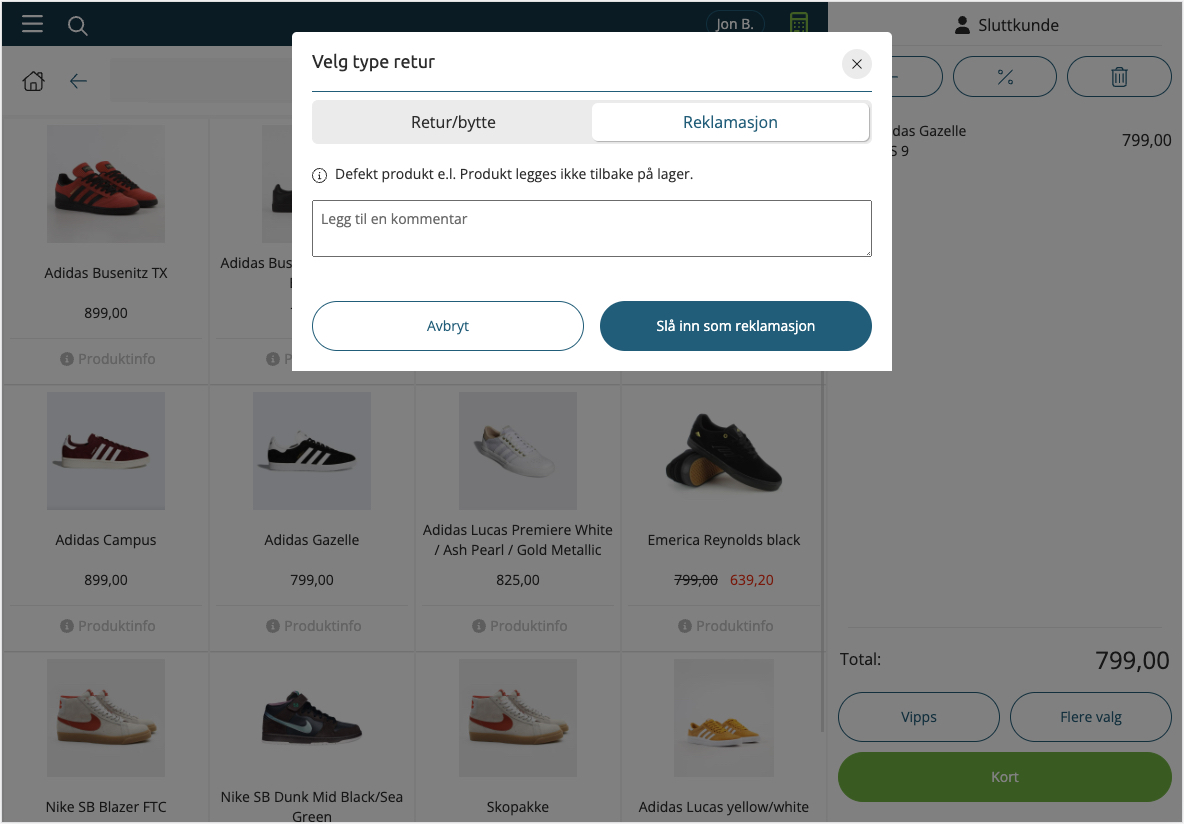 Jon B.
Sluttkunde
Velg type retur
Retur/bytte
Reklamasjon
Defekt produkt e.l. Produkt legges ikke tilbake på lager.
Legg til en kommentar
Avbryt
Slå inn som reklamasjon
das Gazelle
S 9
799,00
Adidas Busenitz TX
899,00
Produktinfo
Adidas Bus
Adidas Campus
899,00
Produktinfo
Adidas Gazelle
799,00
Produktinfo
Adidas Lucas Premiere White
/ Ash Pearl / Gold Metallic
825,00
Produktinfo
Emerica Reynolds black
799,00 639,20
Produktinfo
Nike SB Blazer FTC
Nike SB Dunk Mid Black/Sea
Green
Skopakke
Adidas Lucas yellow/white
Total:
799,00
Vipps
Flere valg
Kort